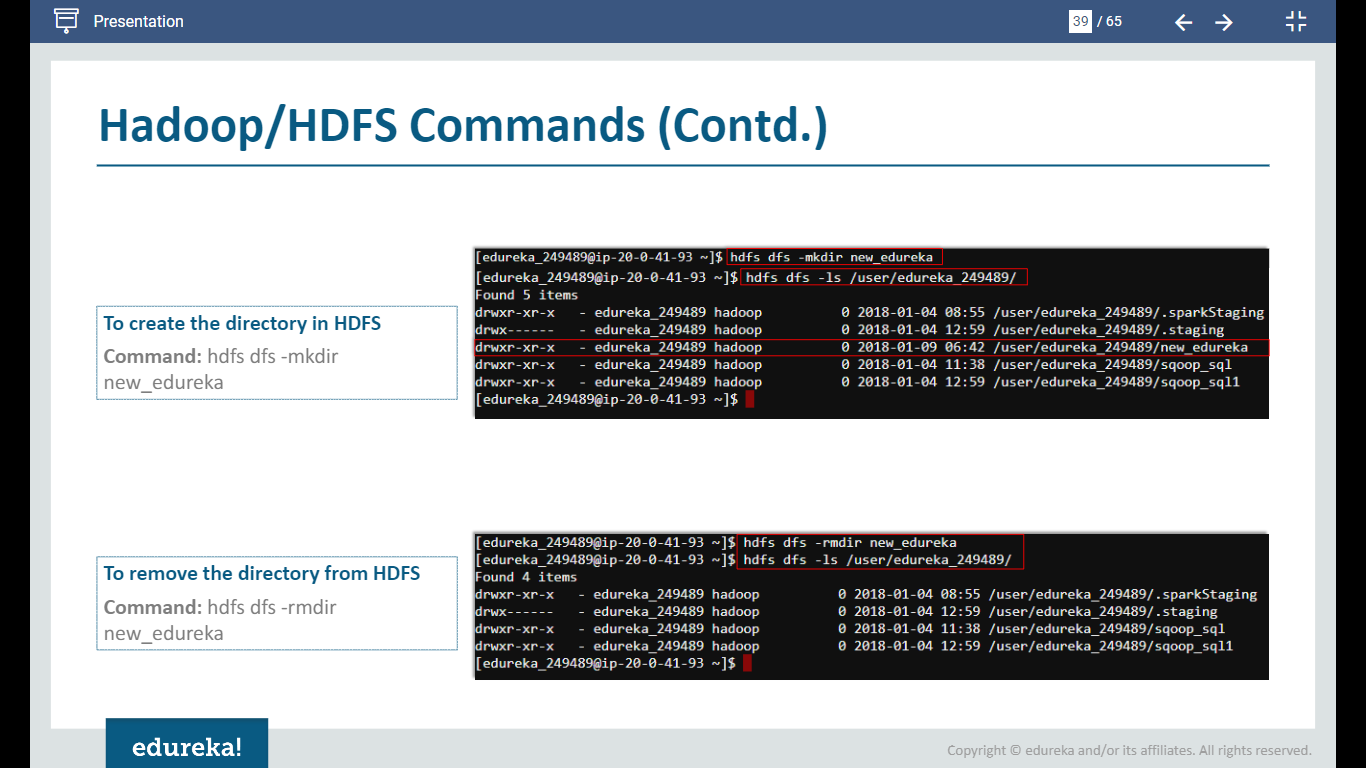 Presentation
39 / 65
Hadoop/HDFS Commands (Contd.)
To create the directory in HDFS
Command: hdfs dfs -mkdir
new_edureka
[edureka_249489@ip-20-0-41-93 ~]$ hdfs dfs -mkdir new_edureka
[edureka_249489@ip-20-0-41-93 ~]$ hdfs dfs -ls /user/edureka_249489/
Found 5 items
drwxr-xr-x   - edureka_249489 hadoop          0 2018-01-04 08:55 /user/edureka_249489/.sparkStaging
drwx------   - edureka_249489 hadoop          0 2018-01-04 12:59 /user/edureka_249489/.staging
drwxr-xr-x   - edureka_249489 hadoop          0 2018-01-09 06:42 /user/edureka_249489/new_edureka
drwxr-xr-x   - edureka_249489 hadoop          0 2018-01-04 11:38 /user/edureka_249489/sqoop_sql
drwxr-xr-x   - edureka_249489 hadoop          0 2018-01-04 12:59 /user/edureka_249489/sqoop_sql1
[edureka_249489@ip-20-0-41-93 ~]$
To remove the directory from HDFS
Command: hdfs dfs -rmdir
new_edureka
[edureka_249489@ip-20-0-41-93 ~]$ hdfs dfs -rmdir new_edureka
[edureka_249489@ip-20-0-41-93 ~]$ hdfs dfs -ls /user/edureka_249489/
Found 4 items
drwxr-xr-x   - edureka_249489 hadoop          0 2018-01-04 08:55 /user/edureka_249489/.sparkStaging
drwx------   - edureka_249489 hadoop          0 2018-01-04 12:59 /user/edureka_249489/.staging
drwxr-xr-x   - edureka_249489 hadoop          0 2018-01-04 11:38 /user/edureka_249489/sqoop_sql
drwxr-xr-x   - edureka_249489 hadoop          0 2018-01-04 12:59 /user/edureka_249489/sqoop_sql1
[edureka_249489@ip-20-0-41-93 ~]$
edureka!
Copyright © edureka and/or its affiliates. All rights reserved.